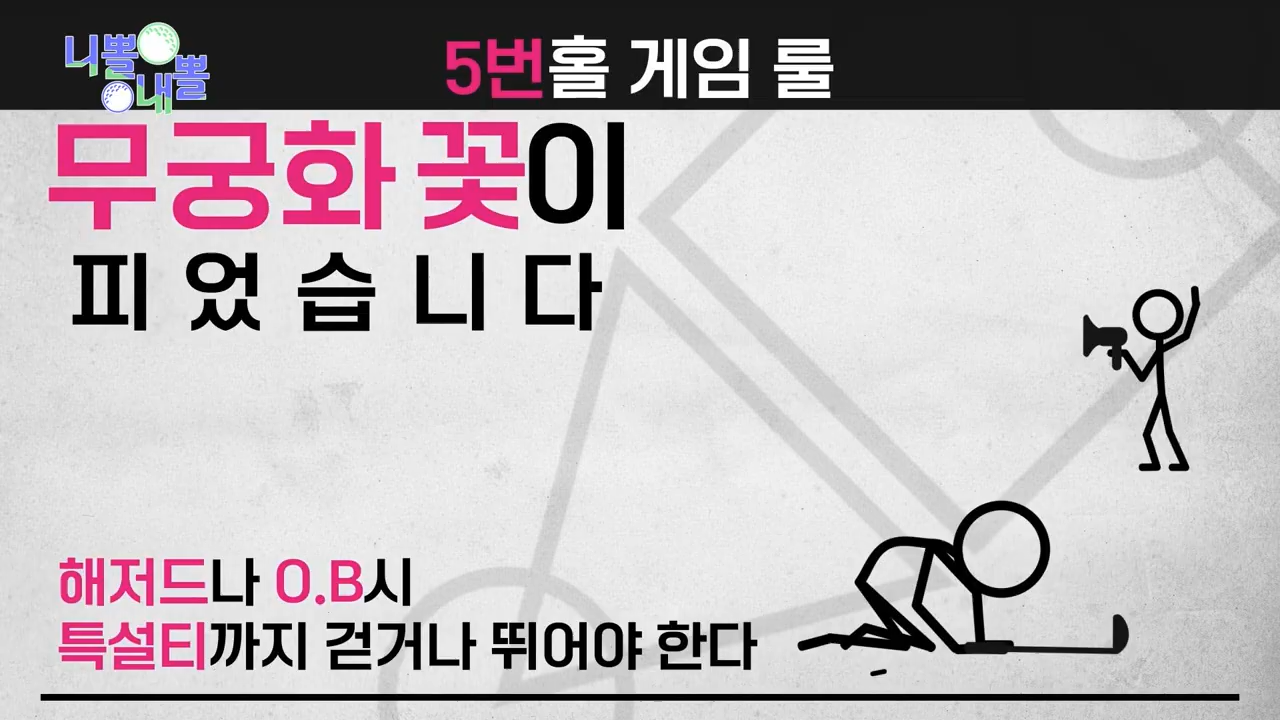 니뽈
내뽈
5번홀 게임 룰
무궁화 꽃이
피었습니다
해저드나 O.B시
특설티까지 걷거나 뛰어야 한다